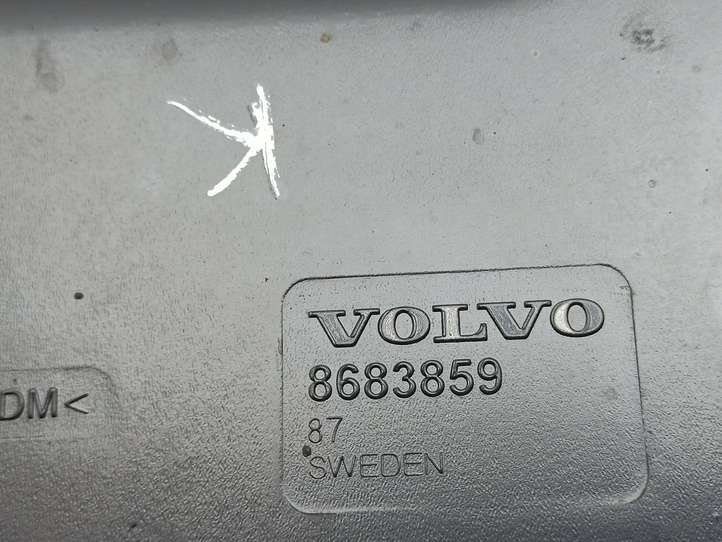 K
VOLVO
8683859
87
SWEDEN
DM<